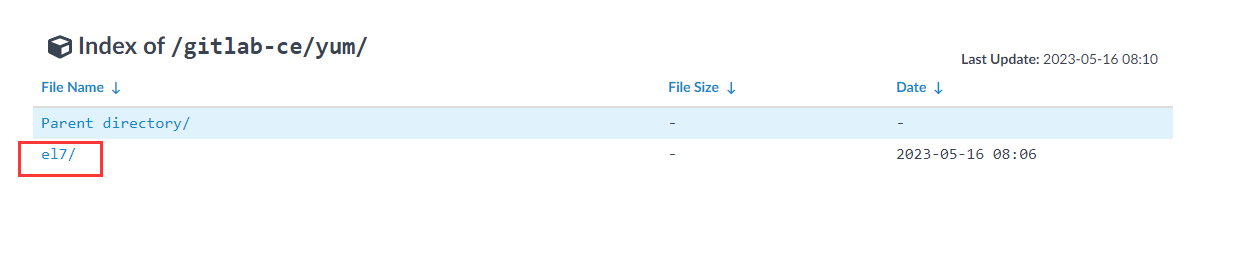 Index of /gitlab-ce/yum/
Last Update: 2023-05-16 08:10
File Name ↓ File Size ↓ Date ↓
Parent directory/ - -
el7/ - 2023-05-16 08:06